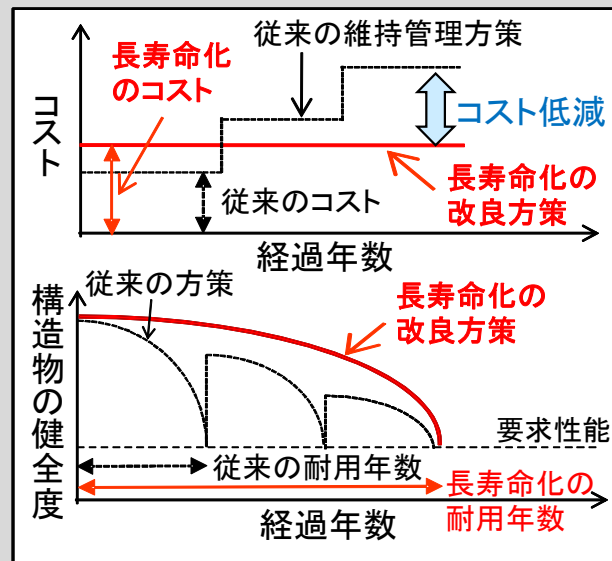 従来の維持管理方策
長寿命化
のコスト
コスト
コスト低減
従来のコスト
長寿命化の
改良方策
経過年数
従来の方策
長寿命化の
改良方策
構造物の健全度
要求性能
従来の耐用年数
長寿命化の
耐用年数
経過年数